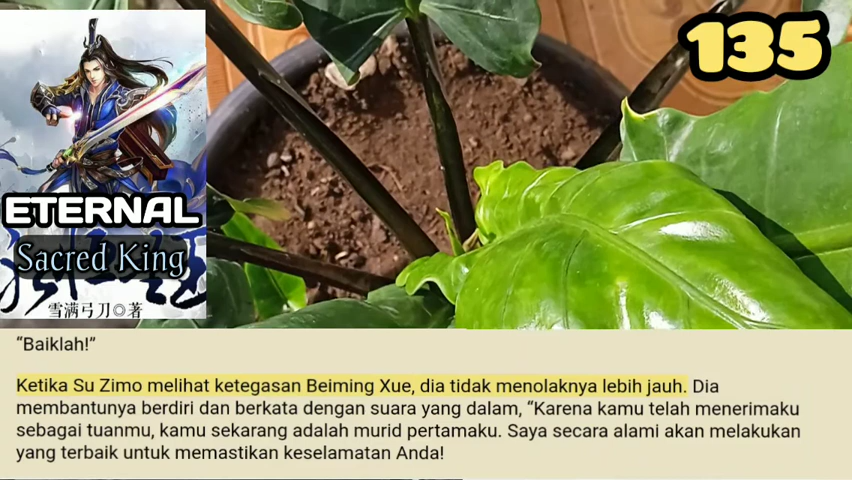 135
ETERNAL
Sacred King
雪满弓刀◎著
“Baiklah!”
Ketika Su Zimo melihat ketegasan Beiming Xue, dia tidak menolaknya lebih jauh. Dia
membantunya berdiri dan berkata dengan suara yang dalam, “Karena kamu telah menerimaku
sebagai tuanmu, kamu sekarang adalah murid pertamaku. Saya secara alami akan melakukan
yang terbaik untuk memastikan keselamatan Anda!